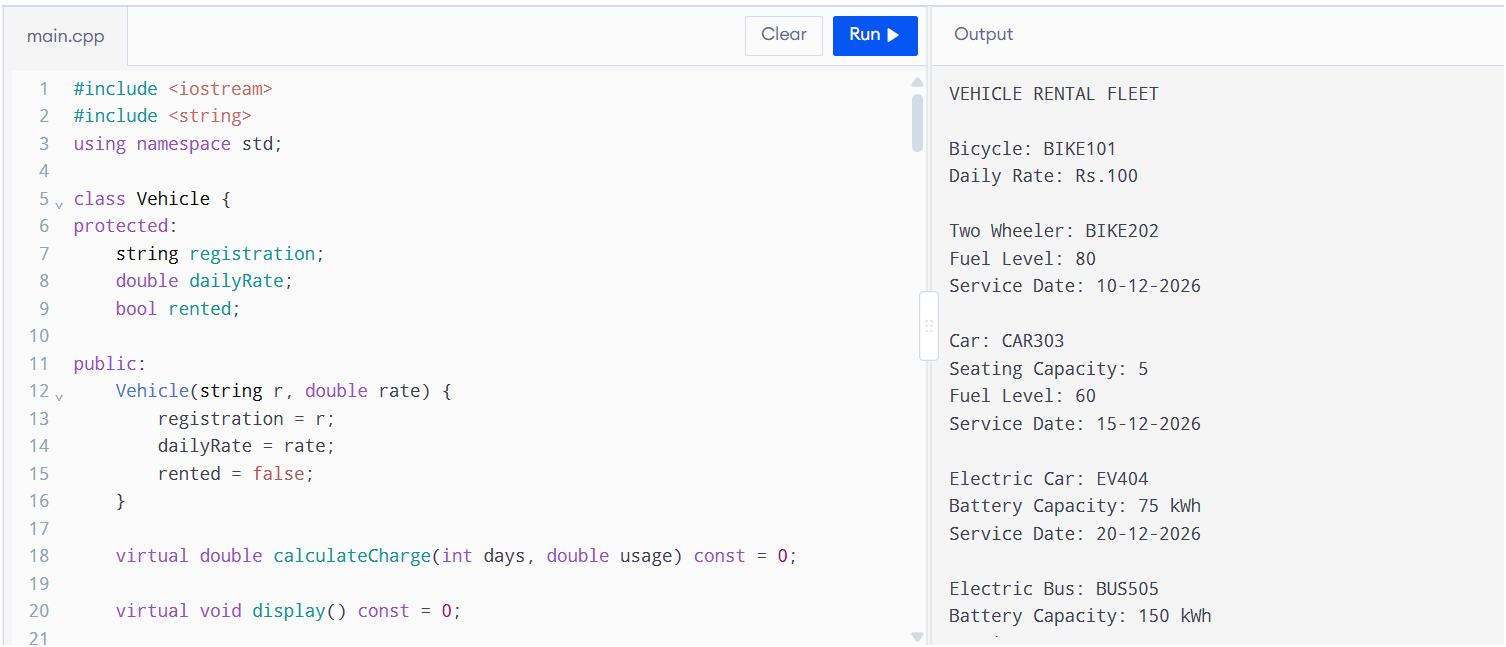 main.cpp
Clear
Run
Output
1 #include <iostream>
2 #include <string>
3 using namespace std;
4
5 class Vehicle {
6 protected:
7     string registration;
8     double dailyRate;
9     bool rented;
10
11 public:
12     Vehicle(string r, double rate) {
13         registration = r;
14         dailyRate = rate;
15         rented = false;
16     }
17
18     virtual double calculateCharge(int days, double usage) const = 0;
19
20     virtual void display() const = 0;
21
VEHICLE RENTAL FLEET
Bicycle: BIKE101
Daily Rate: Rs.100
Two Wheeler: BIKE202
Fuel Level: 80
Service Date: 10-12-2026
Car: CAR303
Seating Capacity: 5
Fuel Level: 60
Service Date: 15-12-2026
Electric Car: EV404
Battery Capacity: 75 kWh
Service Date: 20-12-2026
Electric Bus: BUS505
Battery Capacity: 150 kWh